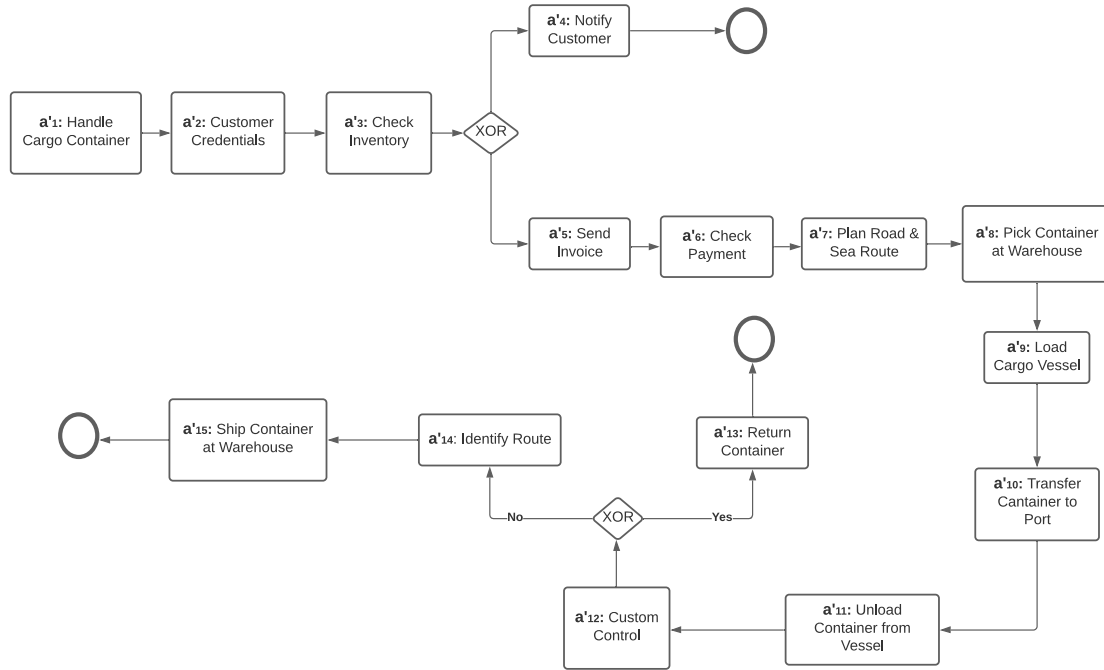 a'4: Notify
Customer
a'1: Handle
Cargo Container
a'2: Customer
Credentials
a'3: Check
Inventory
XOR
a'5: Send
Invoice
a'6: Check
Payment
a'7: Plan Road &
Sea Route
a'8: Pick Container
at Warehouse
a'9: Load
Cargo Vessel
a'15: Ship Container
at Warehouse
a'14: Identify Route
a'13: Return
Container
a'10: Transfer
Cantainer to
Port
No
XOR
Yes
a'12: Custom
Control
a'11: Unload
Container from
Vessel